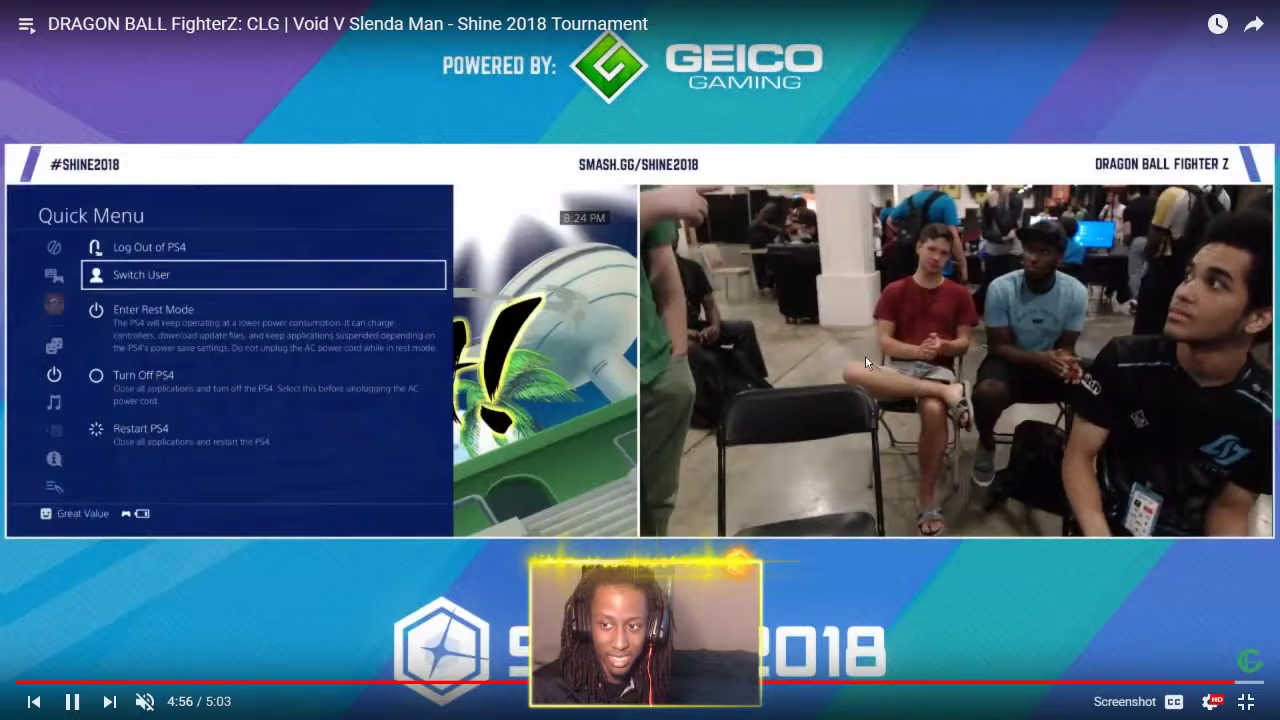 DRAGON BALL FighterZ: CLG | Void V Slenda Man - Shine 2018 Tournament
POWERED BY:
GEICO
GAMING
#SHINE2018
SMASH.GG/SHINE2018
DRAGON BALL FIGHTER Z
Quick Menu
8:24 PM
Log Out of PS4
Switch User
Enter Rest Mode
The PS4 will keep operating at a lower power consumption. It can charge
controllers, download update files, and keep applications suspended depending on
the PS4's power save settings. Do not unplug the AC power cord while in rest mode.
Turn Off PS4
Close all applications and turn off the PS4. Select this before unplugging the AC
power cord.
Restart PS4
Close all applications and restart the PS4.
Great Value
2018
4:56 / 5:03
Screenshot
CC
HD